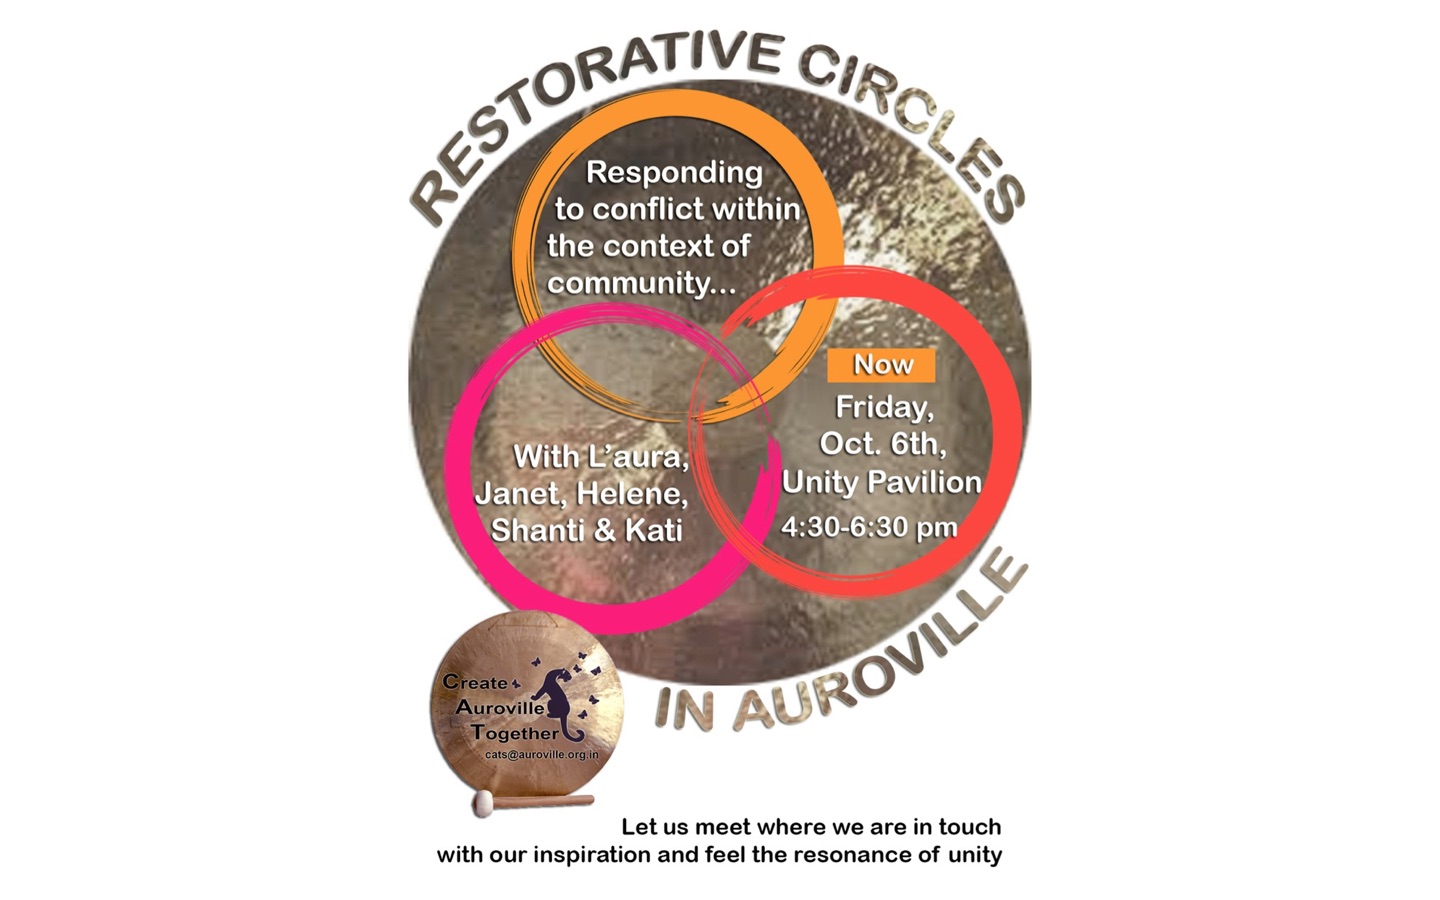 RESTORATIVE CIRCLES
Responding
to conflict within
the context of
community...
Now
Friday,
Oct. 6th,
Unity Pavilion
4:30-6:30 pm
With L’aura,
Janet, Helene,
Shanti & Kati
IN AUROVILLE
Create
Auroville
Together
cats@auroville.org.in
Let us meet where we are in touch
with our inspiration and feel the resonance of unity